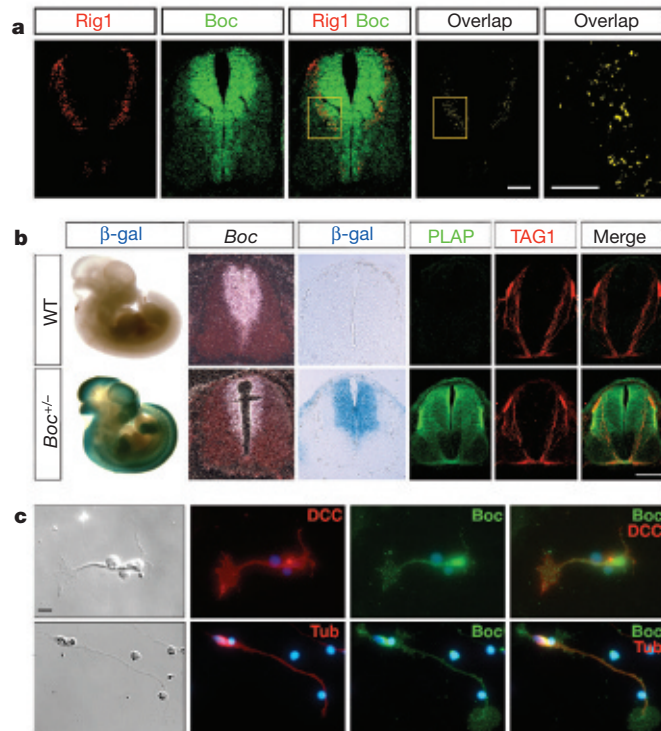 a
Rig1 Boc Rig1 Boc Overlap Overlap
b
β-gal Boc β-gal PLAP TAG1 Merge
WT
Boc+/–
c
DCC Boc Boc
DCC
Tub Boc Boc
Tub